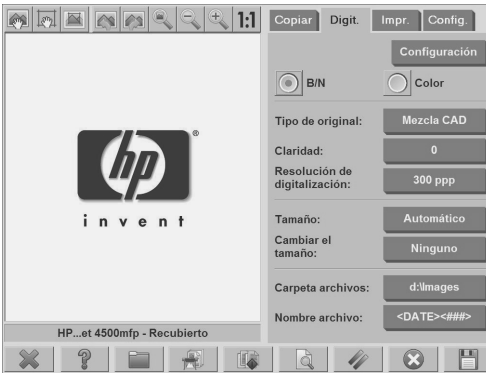 1:1
Copiar
Digit.
Impr.
Config.
Configuración
B/N
Color
Tipo de original:
Mezcla CAD
Claridad:
0
Resolución de
digitalización:
300 ppp
Tamaño:
Automático
Cambiar el
tamaño:
Ninguno
Carpeta archivos:
d:\Images
Nombre archivo:
<DATE><###>
hp
®
invent
HP...et 4500mfp - Recubierto
?